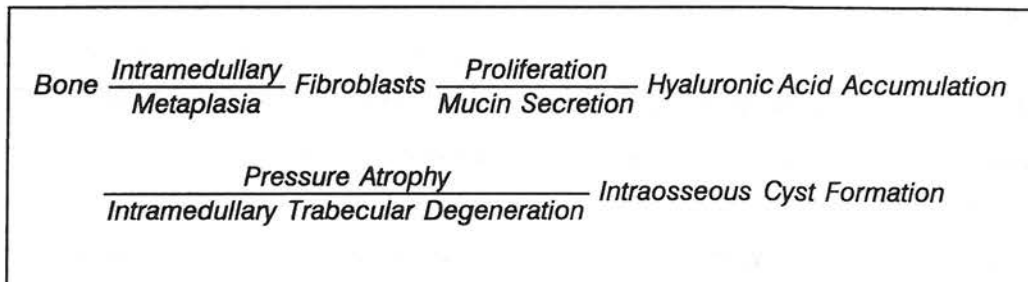 Bone Intramedullary Fibroblasts Proliferation Hyaluronic Acid Accumulation
Metaplasia Mucin Secretion
Pressure Atrophy Intraosseous Cyst Formation
Intramedullary Trabecular Degeneration